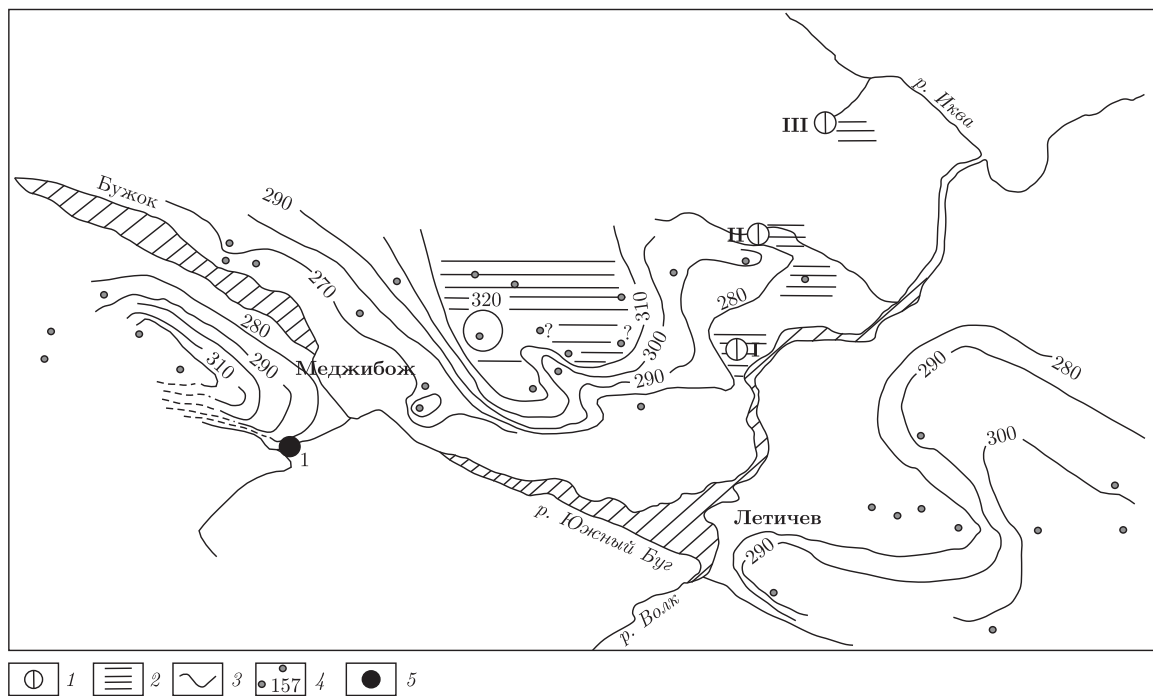 р. Иква
III
Бужок
290
II
270
320
310
280
280
?
?
300
I
310
290
Меджибож
290
290
280
1
300
р. Южный Буг
Летичев
290
р. Волк
1
2
3
157
4
5